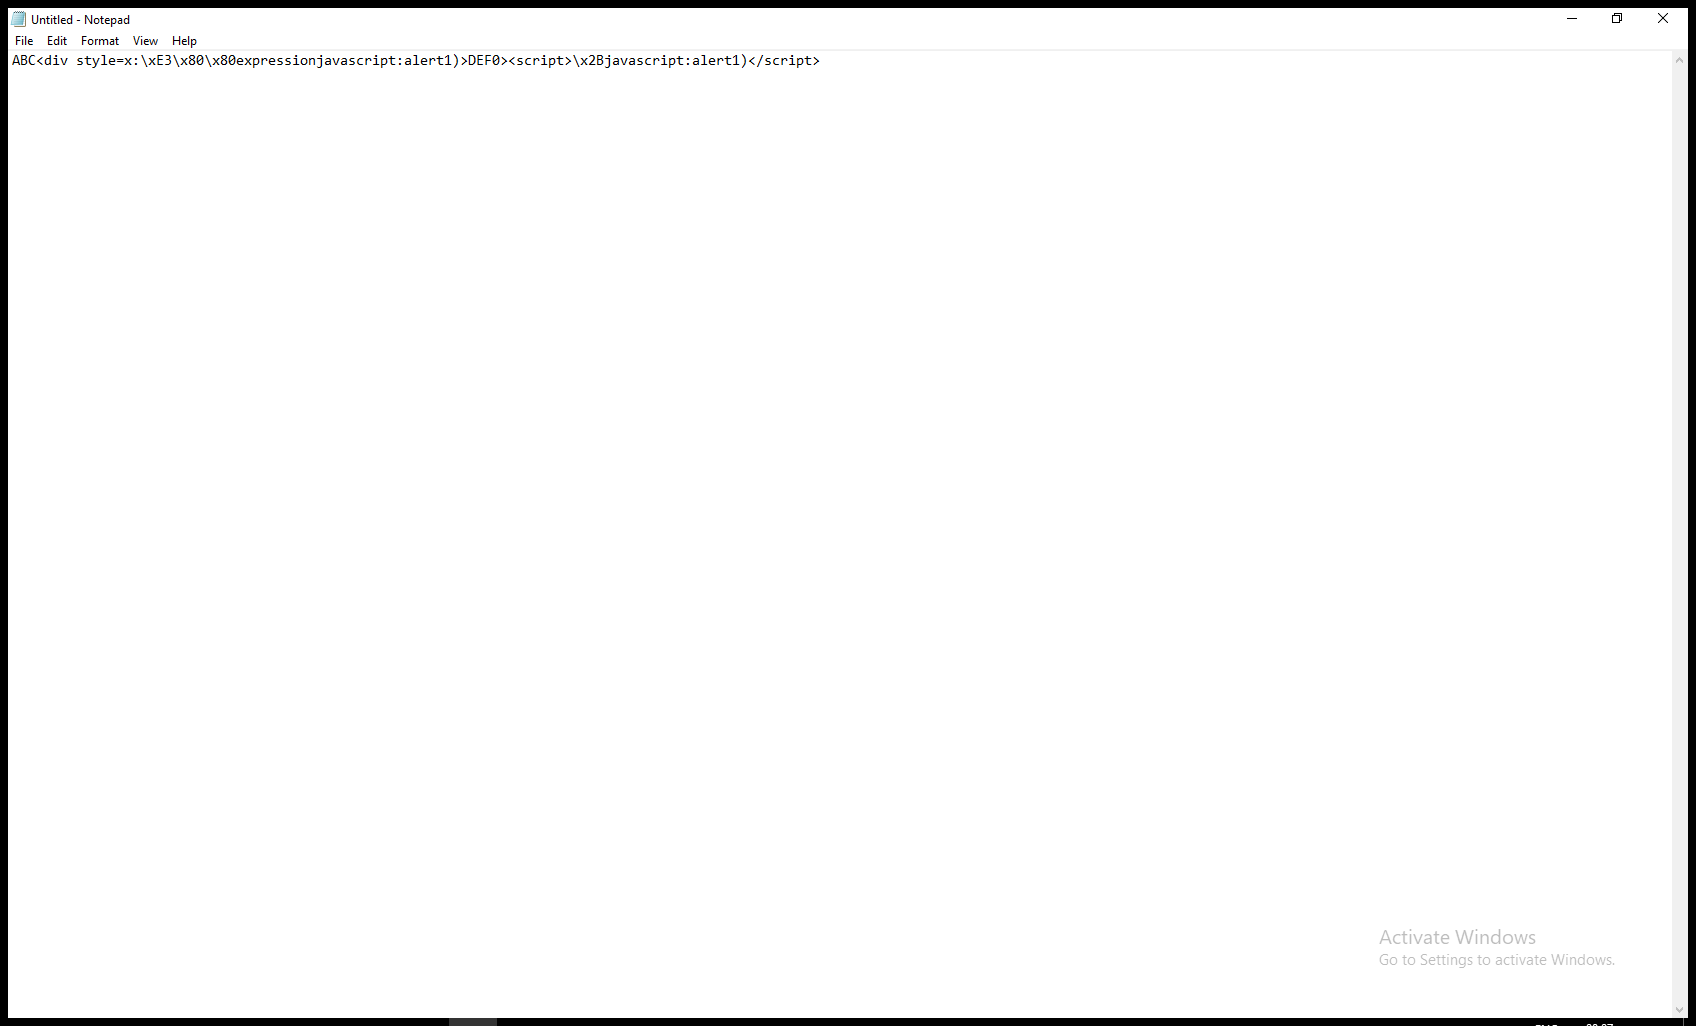 Untitled - Notepad
File Edit Format View Help
ABC<div style=x:\xE3\x80\x80expressionjavascript:alert1)>DEF0><script>\x2Bjavascript:alert1)</script>
Activate Windows
Go to Settings to activate Windows.